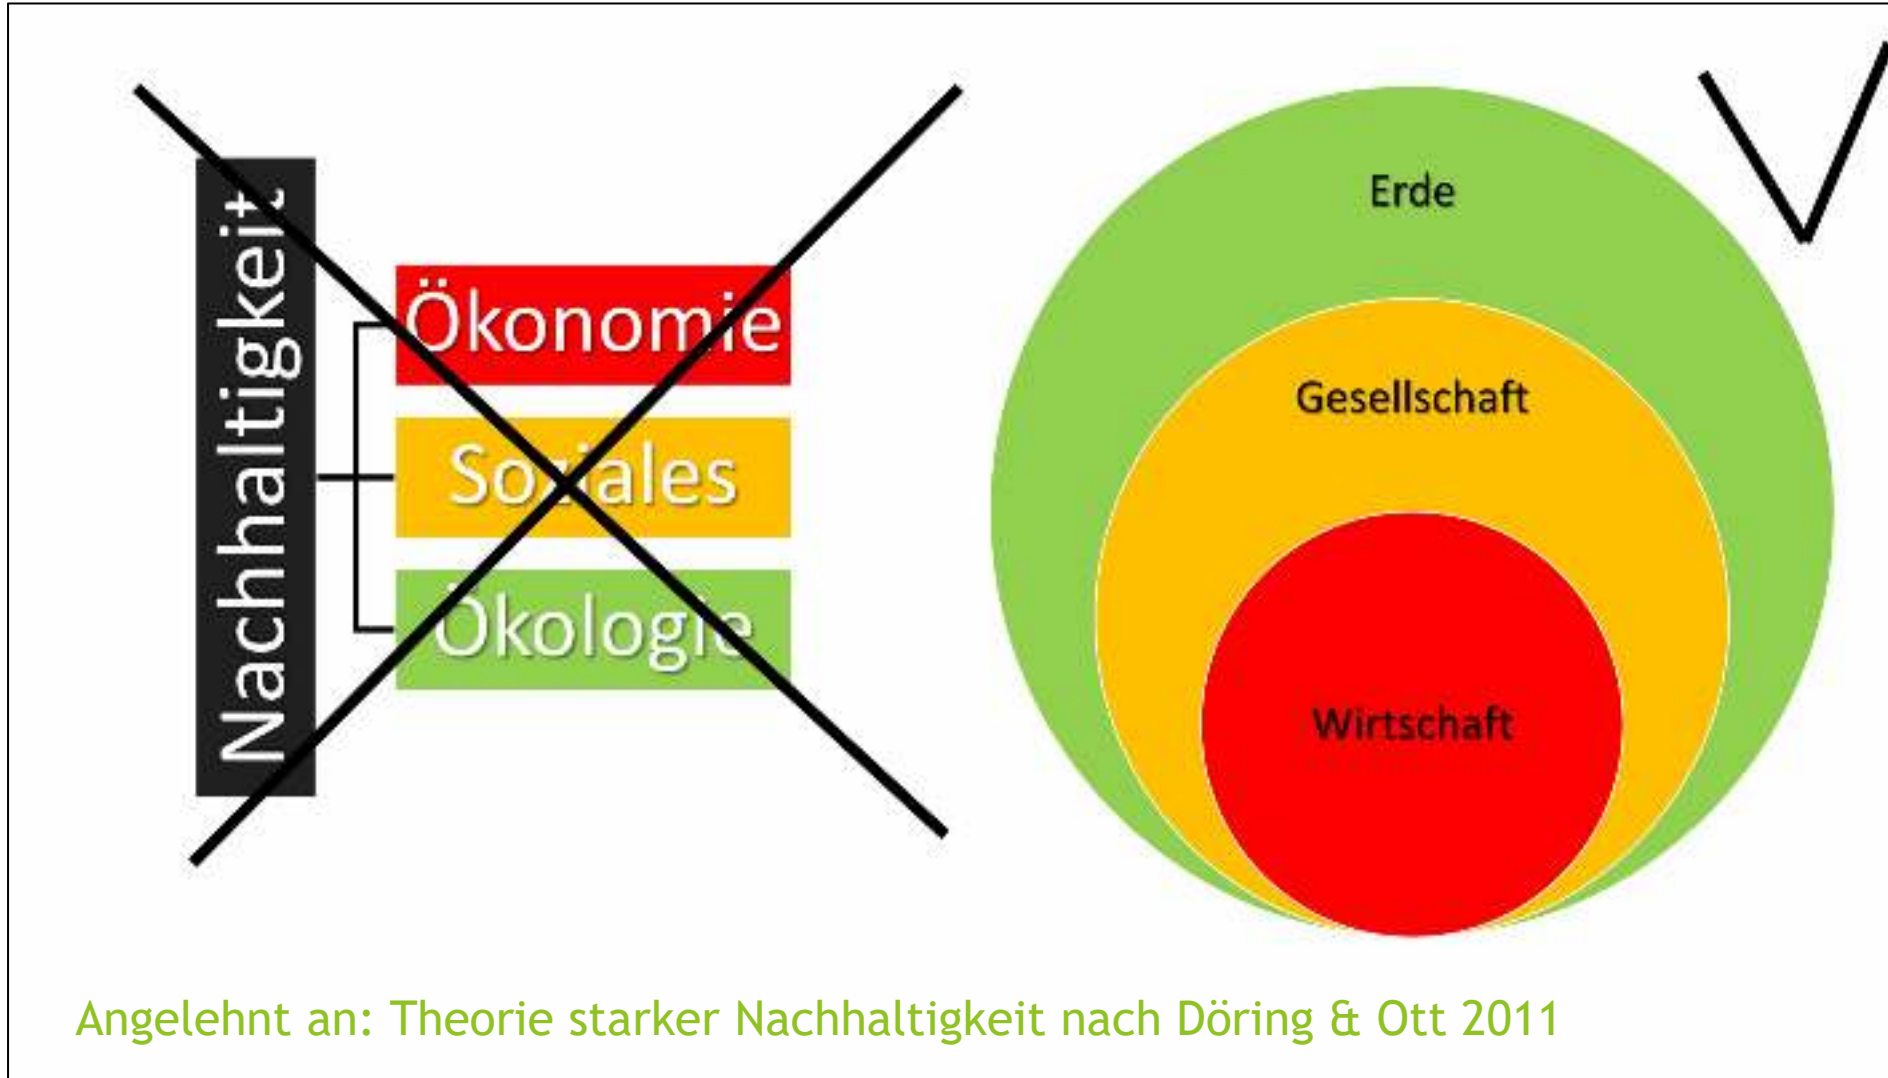 Nachhaltigkeit
Ökonomie
Soziales
Ökologie
Erde
Gesellschaft
Wirtschaft
Angelehnt an: Theorie starker Nachhaltigkeit nach Döring & Ott 2011